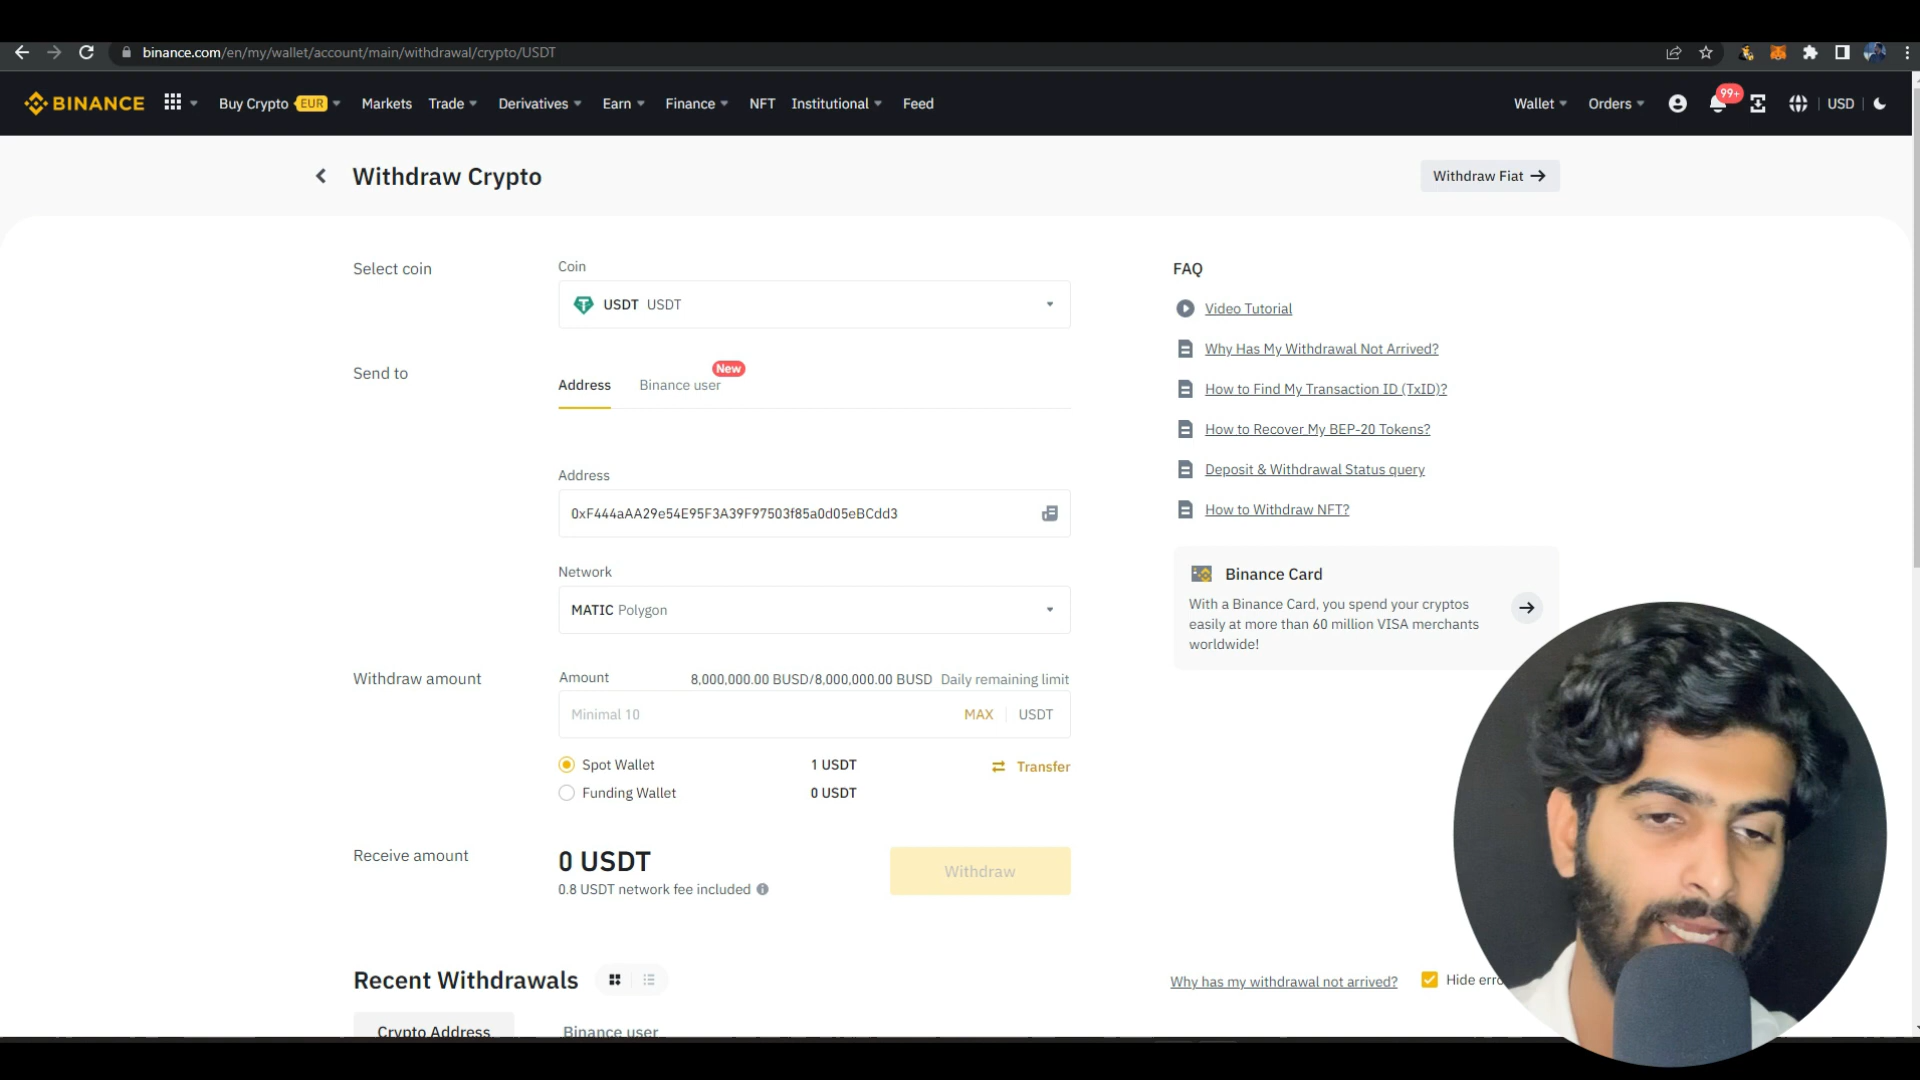 binance.com/en/my/wallet/account/main/withdrawal/crypto/USDT
BINANCE Buy Crypto EUR Markets Trade Derivatives Earn Finance NFT Institutional Feed Wallet Orders 99+ USD
Withdraw Crypto
Withdraw Fiat
Select coin
Coin
USDT USDT
Send to
Address
Binance user
New
Address
0xF444aAA29e54E95F3A39F97503f85a0d05eBCdd3
Network
MATIC Polygon
Withdraw amount
Amount 8,000,000.00 BUSD/8,000,000.00 BUSD Daily remaining limit
Minimal 10 MAX USDT
Spot Wallet 1 USDT Transfer
Funding Wallet 0 USDT
Receive amount
0 USDT
0.8 USDT network fee included
Withdraw
FAQ
Video Tutorial
Why Has My Withdrawal Not Arrived?
How to Find My Transaction ID (TxID)?
How to Recover My BEP-20 Tokens?
Deposit & Withdrawal Status query
How to Withdraw NFT?
Binance Card
With a Binance Card, you spend your cryptos
easily at more than 60 million VISA merchants
worldwide!
Recent Withdrawals
Why has my withdrawal not arrived?
Hide erro
Crypto Address
Binance user